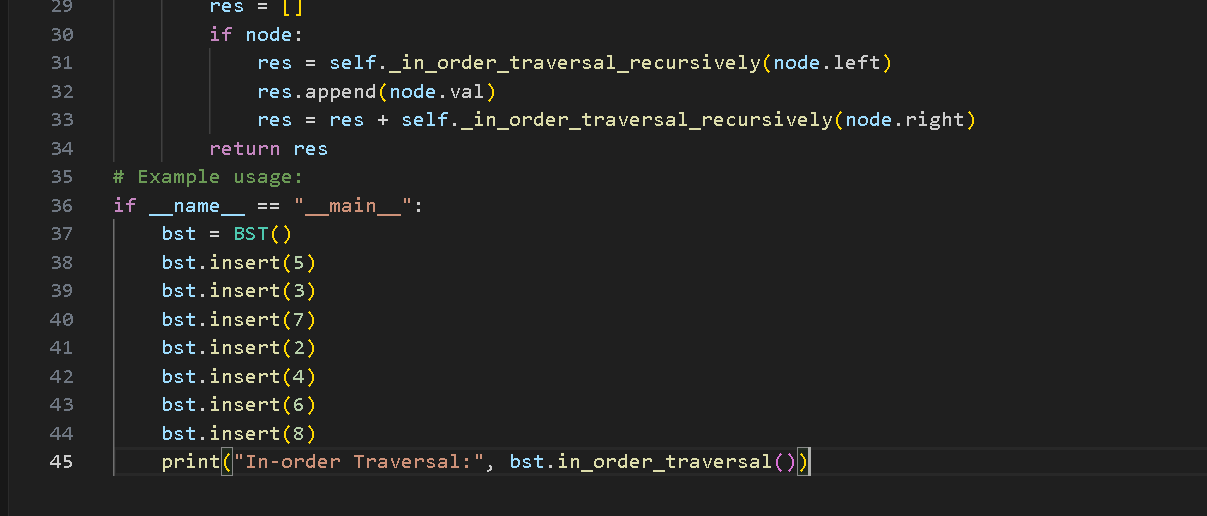 29 res = []
30 if node:
31 res = self._in_order_traversal_recursively(node.left)
32 res.append(node.val)
33 res = res + self._in_order_traversal_recursively(node.right)
34 return res
35 # Example usage:
36 if __name__ == "__main__":
37 bst = BST()
38 bst.insert(5)
39 bst.insert(3)
40 bst.insert(7)
41 bst.insert(2)
42 bst.insert(4)
43 bst.insert(6)
44 bst.insert(8)
45 print("In-order Traversal:", bst.in_order_traversal())